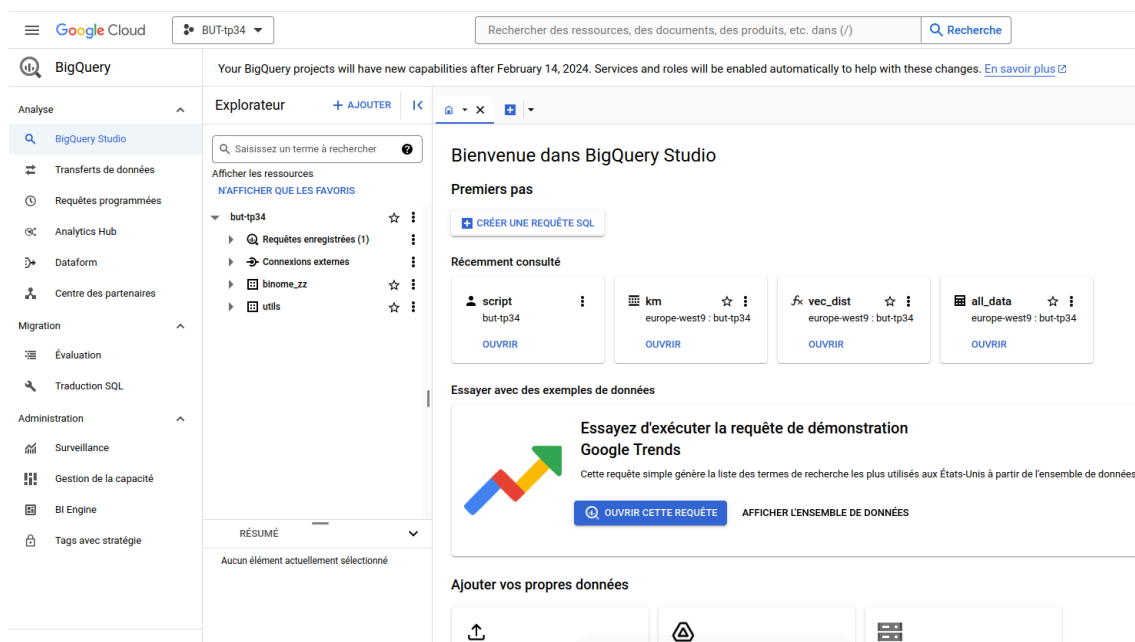 Google Cloud
BUT-tp34
Rechercher des ressources, des documents, des produits, etc. dans (/)
Recherche
BigQuery
Your BigQuery projects will have new capabilities after February 14, 2024. Services and roles will be enabled automatically to help with these changes. En savoir plus
Analyse
BigQuery Studio
Transferts de données
Requêtes programmées
Analytics Hub
Dataform
Centre des partenaires
Migration
Évaluation
Traduction SQL
Administration
Surveillance
Gestion de la capacité
BI Engine
Tags avec stratégie
Explorateur
+ AJOUTER
Saisissez un terme à rechercher
Afficher les ressources
N'AFFICHER QUE LES FAVORIS
but-tp34
Requêtes enregistrées (1)
Connexions externes
binome_zz
utils
RÉSUMÉ
Aucun élément actuellement sélectionné
Bienvenue dans BigQuery Studio
Premiers pas
CRÉER UNE REQUÊTE SQL
Récemment consulté
script
but-tp34
OUVRIR
km
europe-west9 : but-tp34
OUVRIR
vec_dist
europe-west9 : but-tp34
OUVRIR
all_data
europe-west9 : but-tp34
OUVRIR
Essayer avec des exemples de données
Essayez d'exécuter la requête de démonstration
Google Trends
Cette requête simple génère la liste des termes de recherche les plus utilisés aux États-Unis à partir de l'ensemble de données
OUVRIR CETTE REQUÊTE
AFFICHER L'ENSEMBLE DE DONNÉES
Ajouter vos propres données